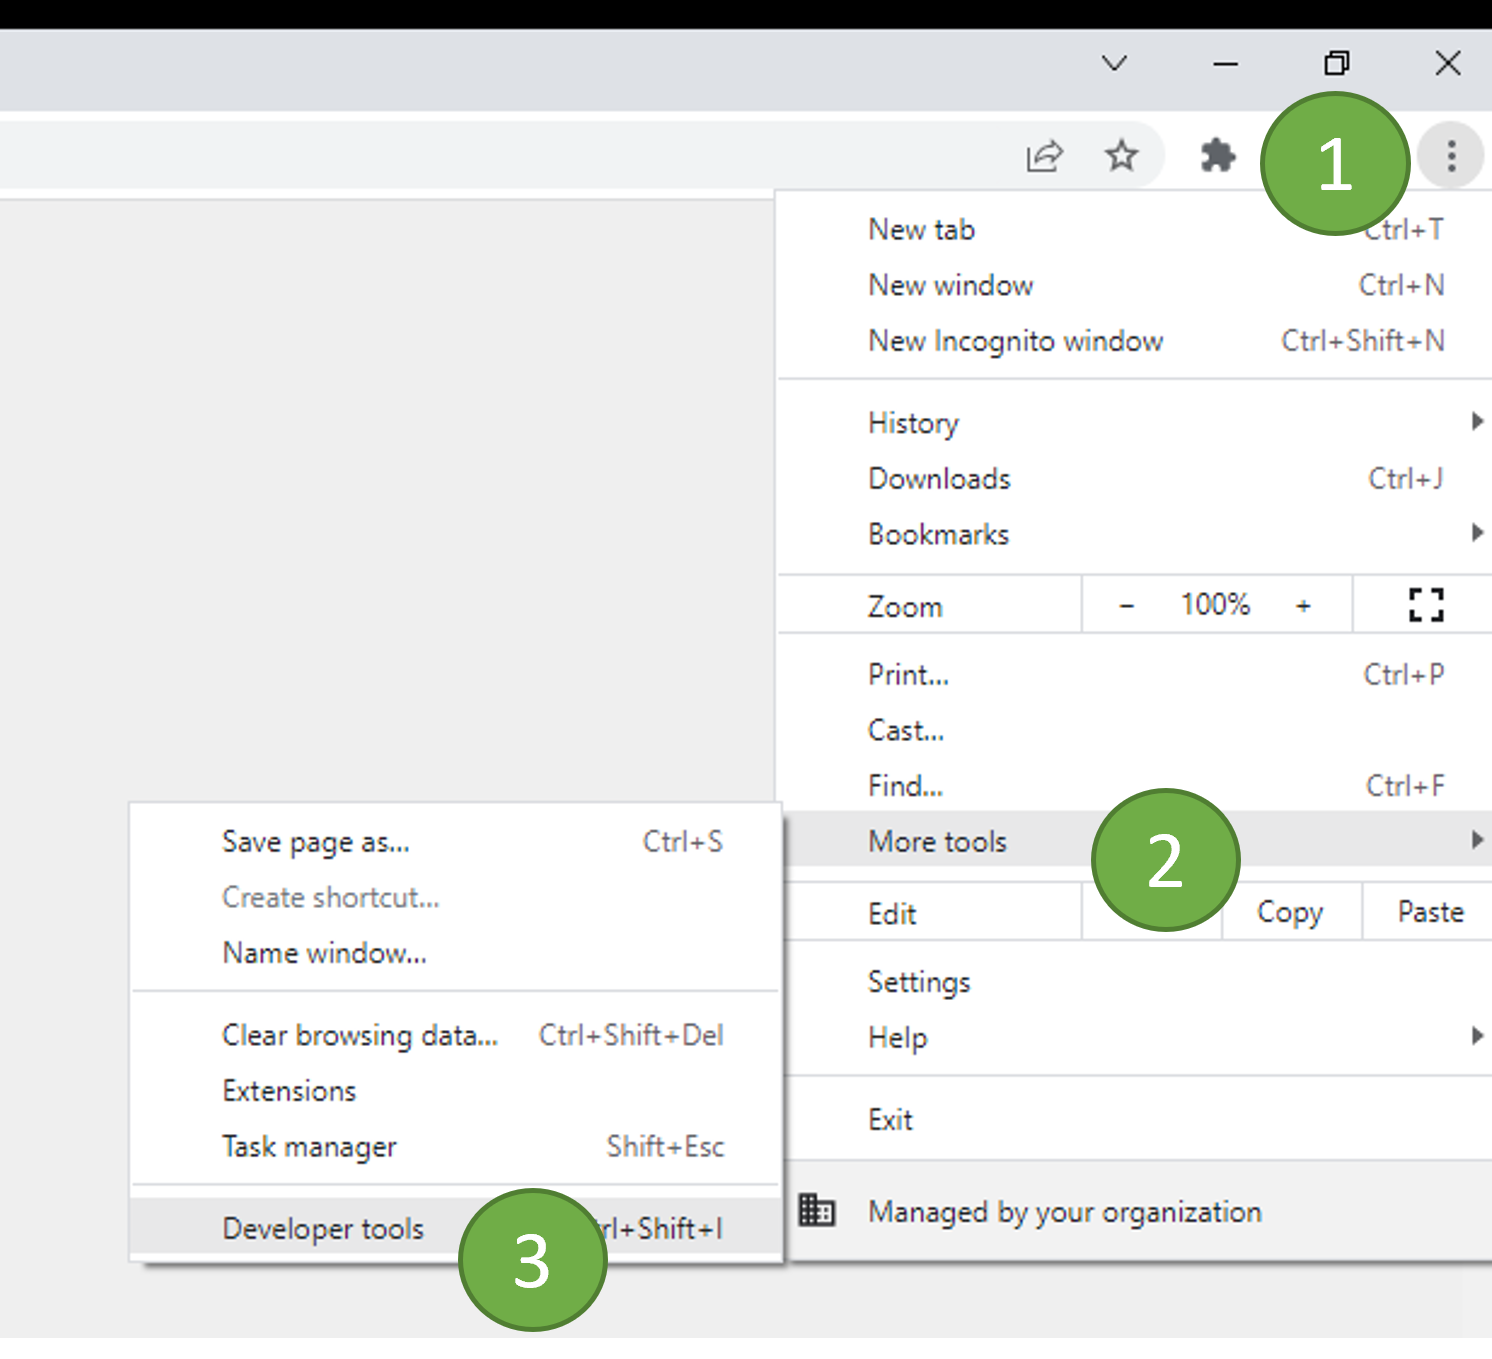 1
New tab Ctrl+T
New window Ctrl+N
New Incognito window Ctrl+Shift+N
History
Downloads Ctrl+J
Bookmarks
Zoom - 100% +
Print... Ctrl+P
Cast...
Find... Ctrl+F
More tools 2
Edit Copy Paste
Settings
Help
Exit
Managed by your organization
Save page as... Ctrl+S
Create shortcut...
Name window...
Clear browsing data... Ctrl+Shift+Del
Extensions
Task manager Shift+Esc
Developer tools 3 rl+Shift+I